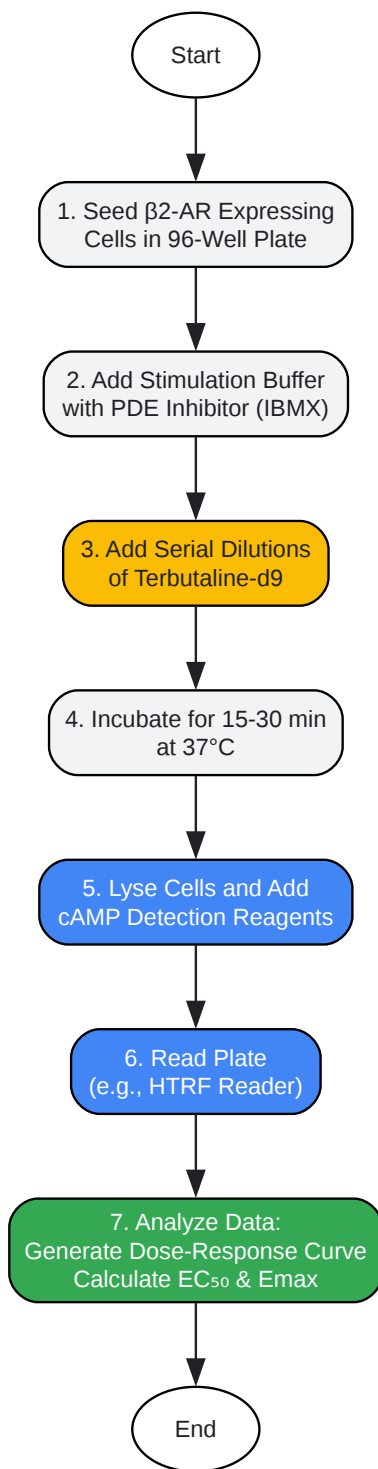 Start
1. Seed β2-AR Expressing
Cells in 96-Well Plate
2. Add Stimulation Buffer
with PDE Inhibitor (IBMX)
3. Add Serial Dilutions
of Terbutaline-d9
4. Incubate for 15-30 min
at 37°C
5. Lyse Cells and Add
cAMP Detection Reagents
6. Read Plate
(e.g., HTRF Reader)
7. Analyze Data:
Generate Dose-Response Curve
Calculate EC₅₀ & Emax
End